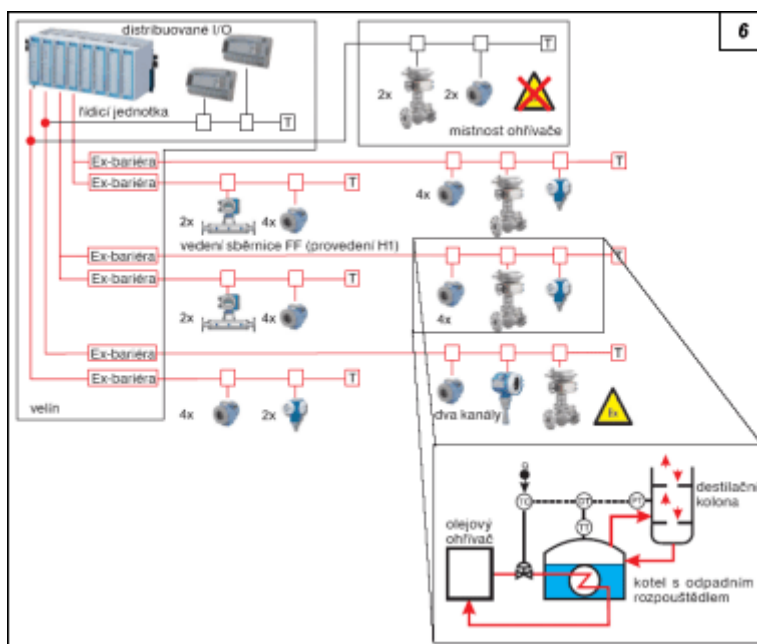 6
distribuované I/O
řídicí jednotka
T
2x
2x
T
místnost ohřívače
Ex-bariéra
T
Ex-bariéra
T
2x
4x
4x
vedení sběrnice FF (provedení H1)
Ex-bariéra
T
Ex-bariéra
T
2x
4x
4x
Ex-bariéra
T
Ex-bariéra
T
4x
2x
dva kanály
Ex
velín
destilační
kolona
TC
DT
PT
TT
olejový
ohřívač
kotel s odpadním
rozpouštědlem